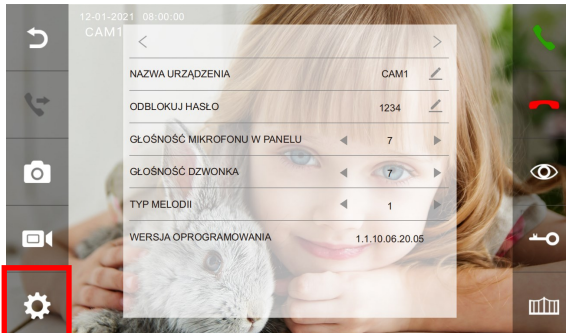 12-01-2021 08:00:00
CAM1
NAZWA URZĄDZENIA CAM1
ODBLOKUJ HASŁO 1234
GŁOŚNOŚĆ MIKROFONU W PANELU 7
GŁOŚNOŚĆ DZWONKA 7
TYP MELODII 1
WERSJA OPROGRAMOWANIA 1.1.10.06.20.05